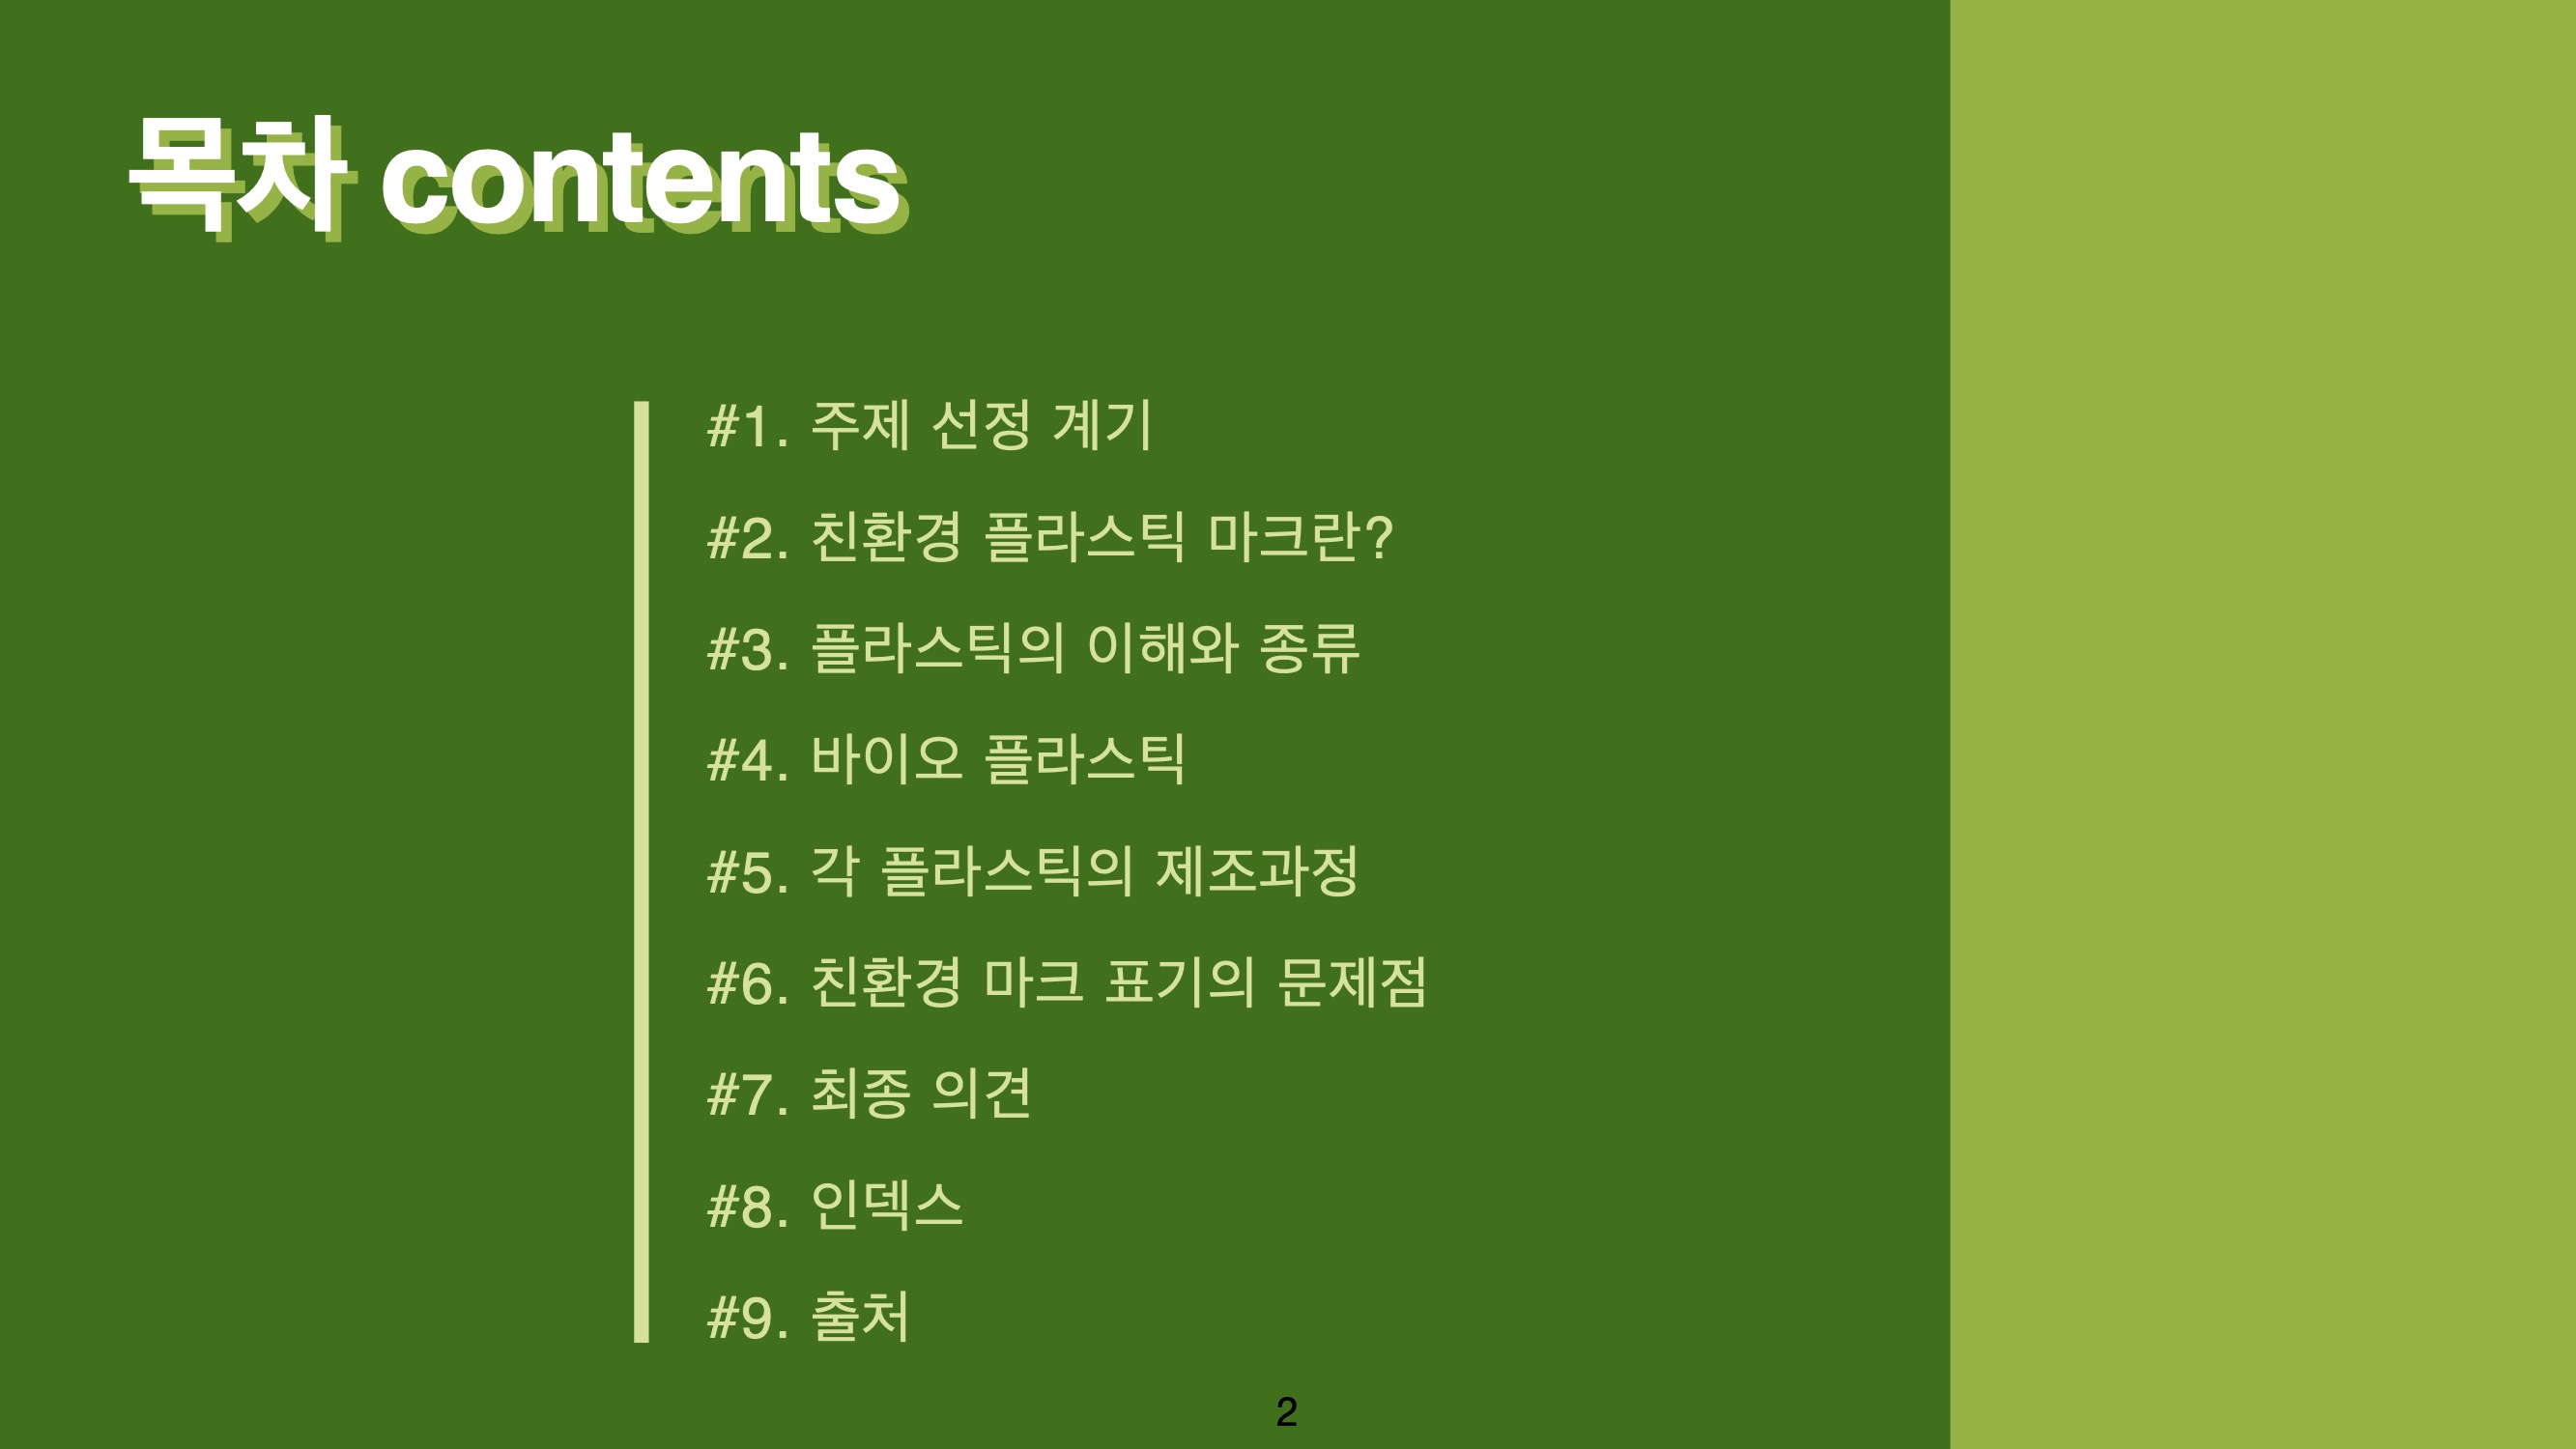 목차 contents
#1. 주제 선정 계기
#2. 친환경 플라스틱 마크란?
#3. 플라스틱의 이해와 종류
#4. 바이오 플라스틱
#5. 각 플라스틱의 제조과정
#6. 친환경 마크 표기의 문제점
#7. 최종 의견
#8. 인덱스
#9. 출처
2